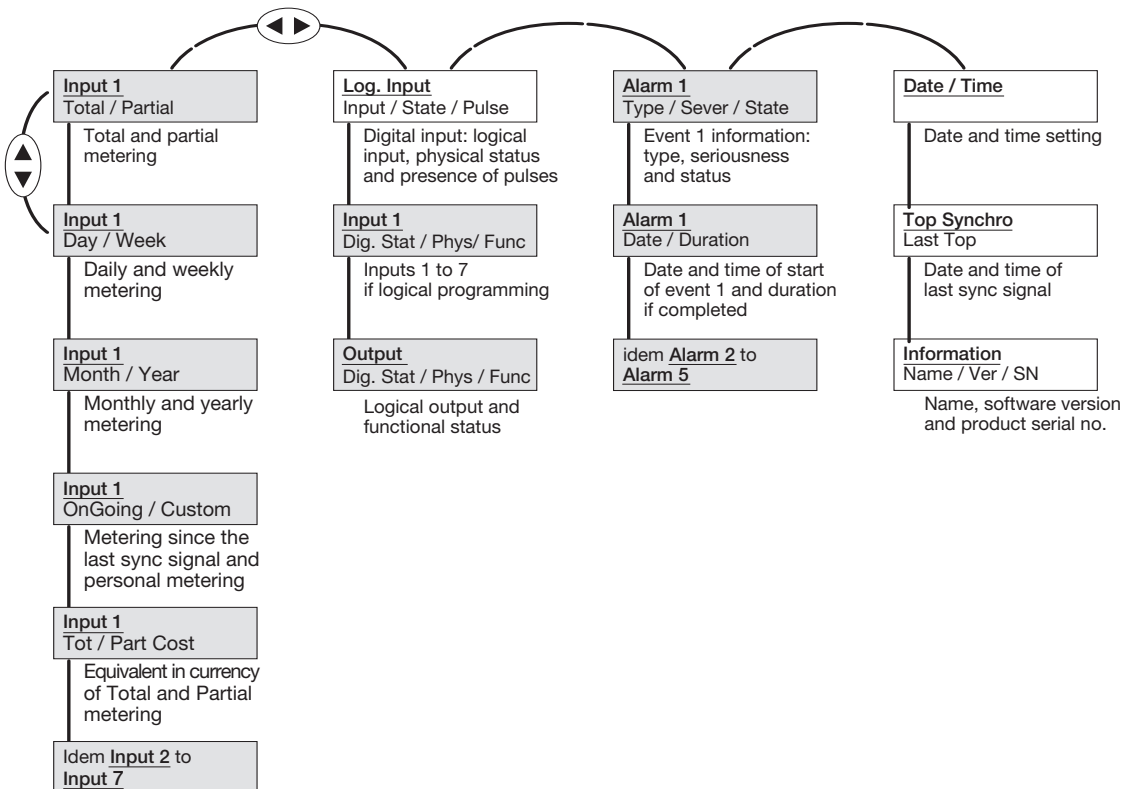 Input 1
Total / Partial
Total and partial
metering
Input 1
Day / Week
Daily and weekly
metering
Input 1
Month / Year
Monthly and yearly
metering
Input 1
OnGoing / Custom
Metering since the
last sync signal and
personal metering
Input 1
Tot / Part Cost
Equivalent in currency
of Total and Partial
metering
Idem Input 2 to
Input 7
Log. Input
Input / State / Pulse
Digital input: logical
input, physical status
and presence of pulses
Input 1
Dig. Stat / Phys/ Func
Inputs 1 to 7
if logical programming
Output
Dig. Stat / Phys / Func
Logical output and
functional status
Alarm 1
Type / Sever / State
Event 1 information:
type, seriousness
and status
Alarm 1
Date / Duration
Date and time of start
of event 1 and duration
if completed
idem Alarm 2 to
Alarm 5
Date / Time
Date and time setting
Top Synchro
Last Top
Date and time of
last sync signal
Information
Name / Ver / SN
Name, software version
and product serial no.